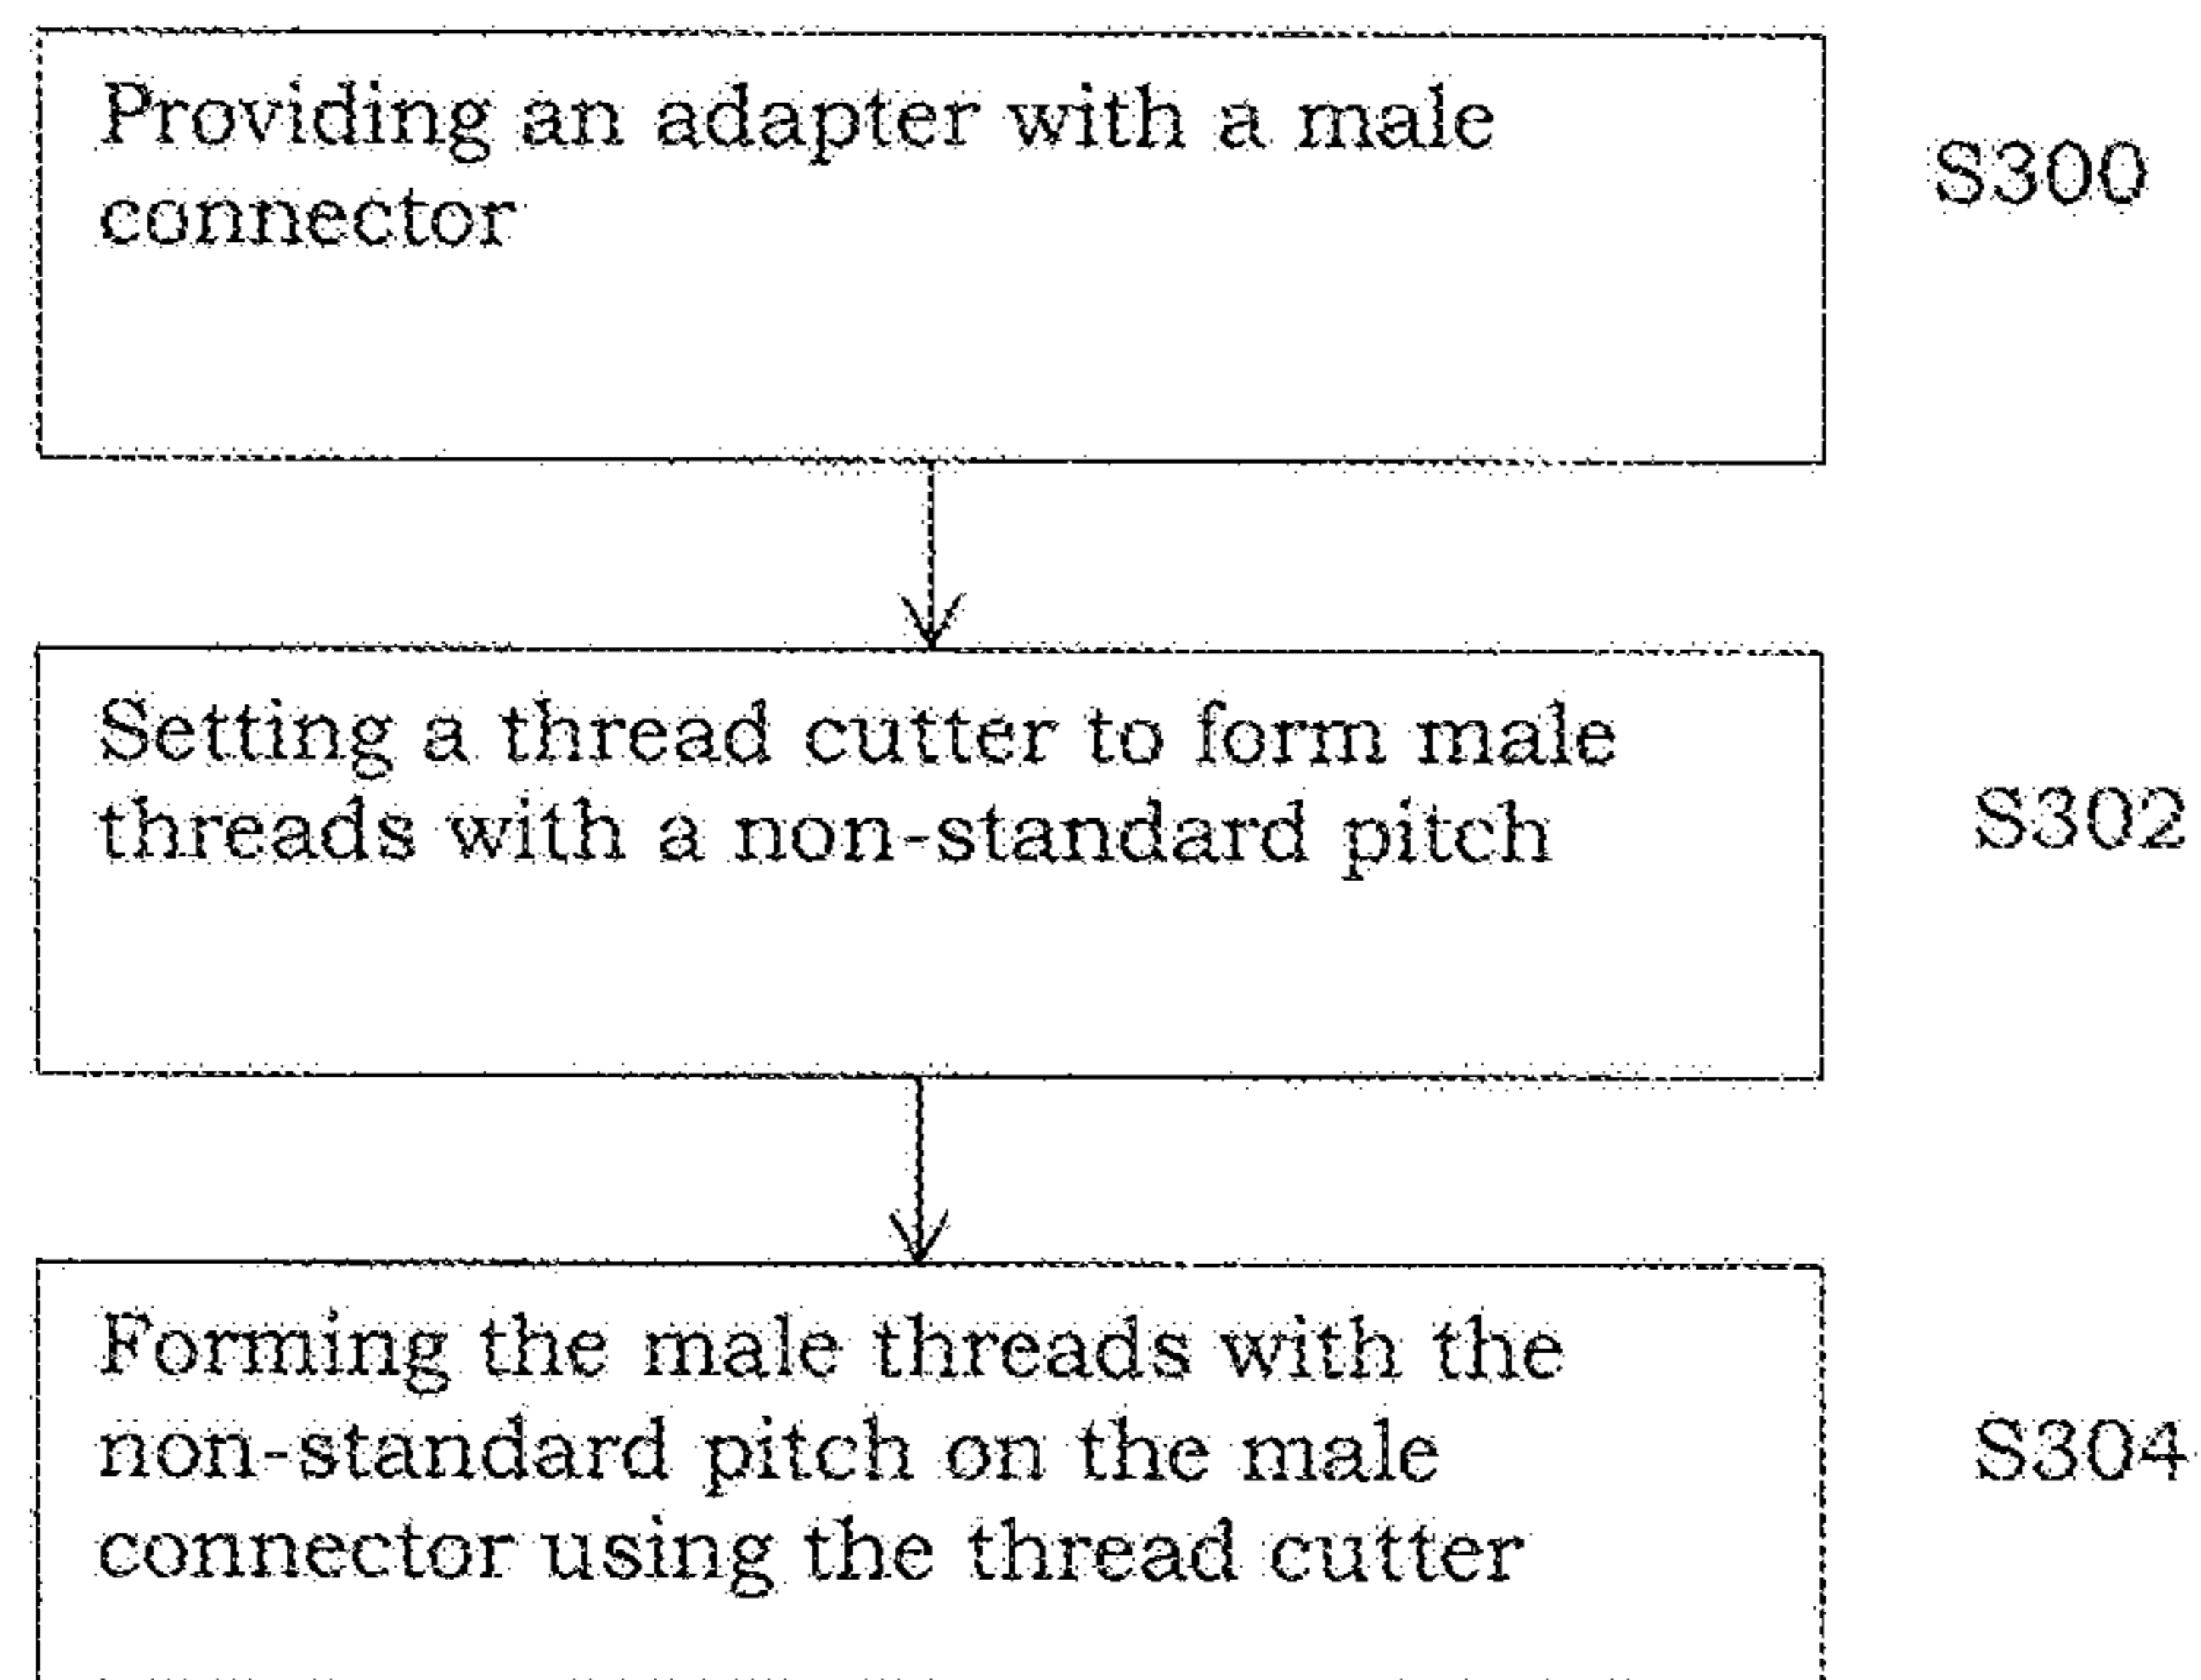 Providing an adapter with a male
connector
S300
Setting a thread cutter to form male
threads with a non-standard pitch
S302
Forming the male threads with the
non-standard pitch on the male
connector using the thread cutter
S304